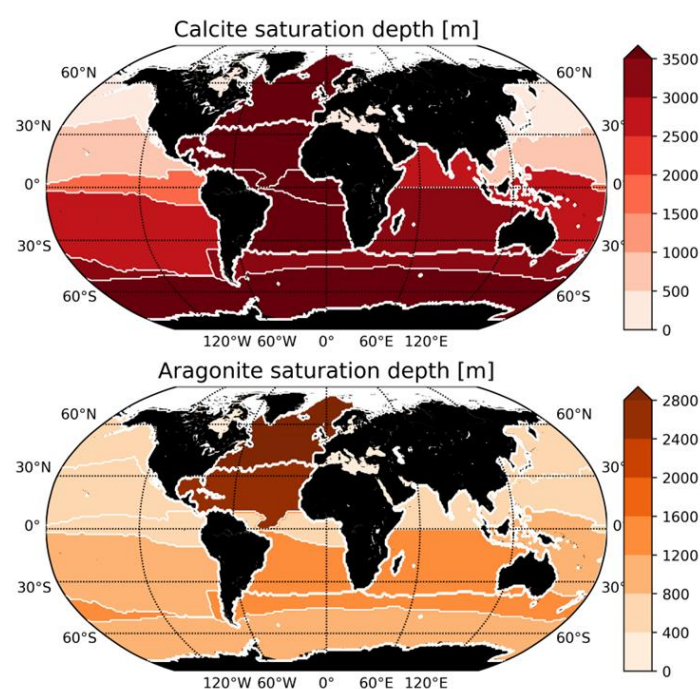 Calcite saturation depth [m]
60°N
60°N
30°N
30°N
0°
0°
30°S
30°S
60°S
60°S
120°W 60°W 0° 60°E 120°E
3500
3000
2500
2000
1500
1000
500
0
Aragonite saturation depth [m]
60°N
60°N
30°N
30°N
0°
0°
30°S
30°S
60°S
60°S
120°W 60°W 0° 60°E 120°E
2800
2400
2000
1600
1200
800
400
0